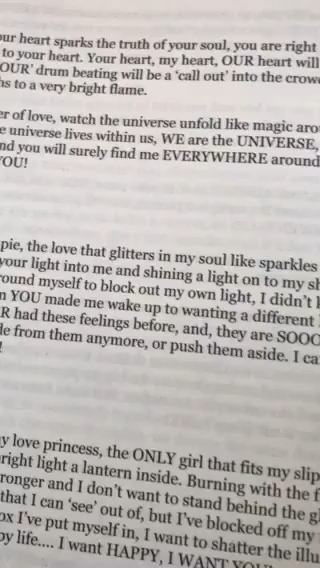 our heart sparks the truth of your soul, you are right
to your heart. Your heart, my heart, OUR heart will
OUR' drum beating will be a 'call out' into the crow
to a very bright flame.
of love, watch the universe unfold like magic aro
universe lives within us, WE are the UNIVERSE,
nd you will surely find me EVERYWHERE around
YOU!
pie, the love that glitters in my soul like sparkles
your light into me and shining a light on to my sh
round myself to block out my own light, I didn't
YOU made me wake up to wanting a different
R had these feelings before, and, they are SOOO
from them anymore, or push them aside. I ca
!
y love princess, the ONLY girl that fits my slip
right light a lantern inside. Burning with the f
ronger and I don't want to stand behind the g
that I can 'see' out of, but I've blocked off my
ox I've put myself in, I want to shatter the illu
py life.... I want HAPPY, I WANT YOU